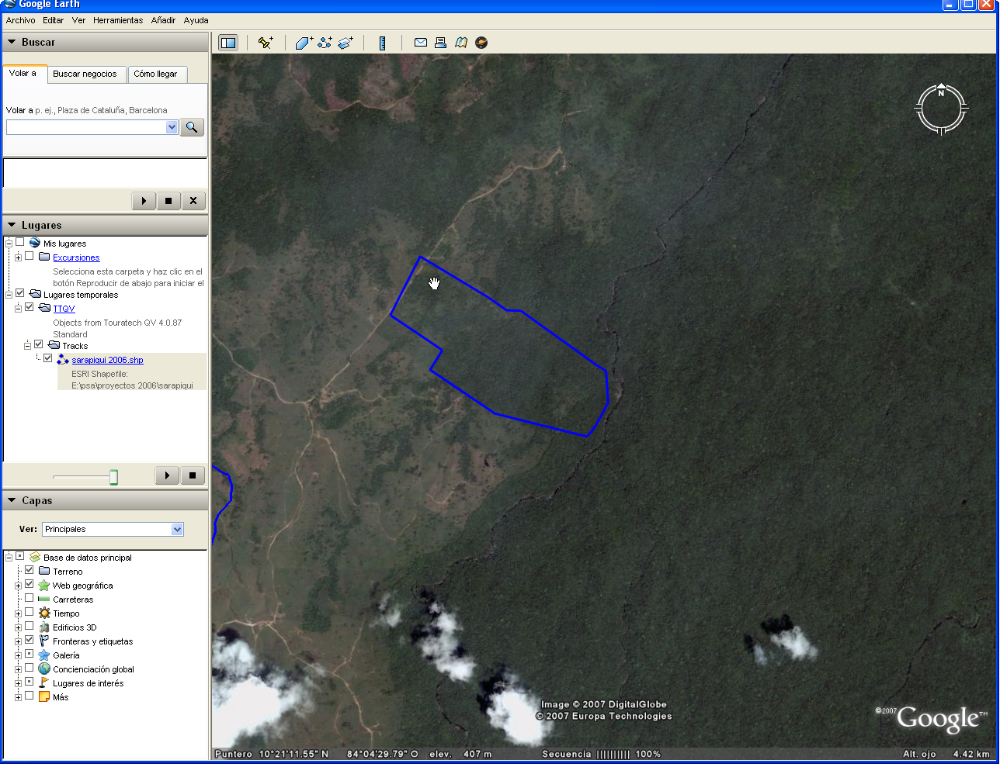 Google Earth
Archivo Editar Ver Herramientas Añadir Ayuda
Buscar
Volar a
Buscar negocios
Cómo llegar
Volar a p. ej., Plaza de Cataluña, Barcelona
Lugares
Mis lugares
Excursiones
Selecciona esta carpeta y haz clic en el
botón Reproducir de abajo para iniciar el
Lugares temporales
TTQV
Objects from Touratech QV 4.0.87
Standard
Tracks
sarapiqui 2006.shp
ESRI Shapefile:
E:\psa\proyectos 2006\sarapiqui
Capas
Ver: Principales
Base de datos principal
Terreno
Web geográfica
Carreteras
Tiempo
Edificios 3D
Fronteras y etiquetas
Galería
Concienciación global
Lugares de interés
Más
N
Image © 2007 DigitalGlobe
© 2007 Europa Technologies
©2007 Google™
Puntero 10°21'11.55" N 84°04'29.79" O elev. 407 m Secuencia |||||||||| 100% Alt. ojo 4.42 km